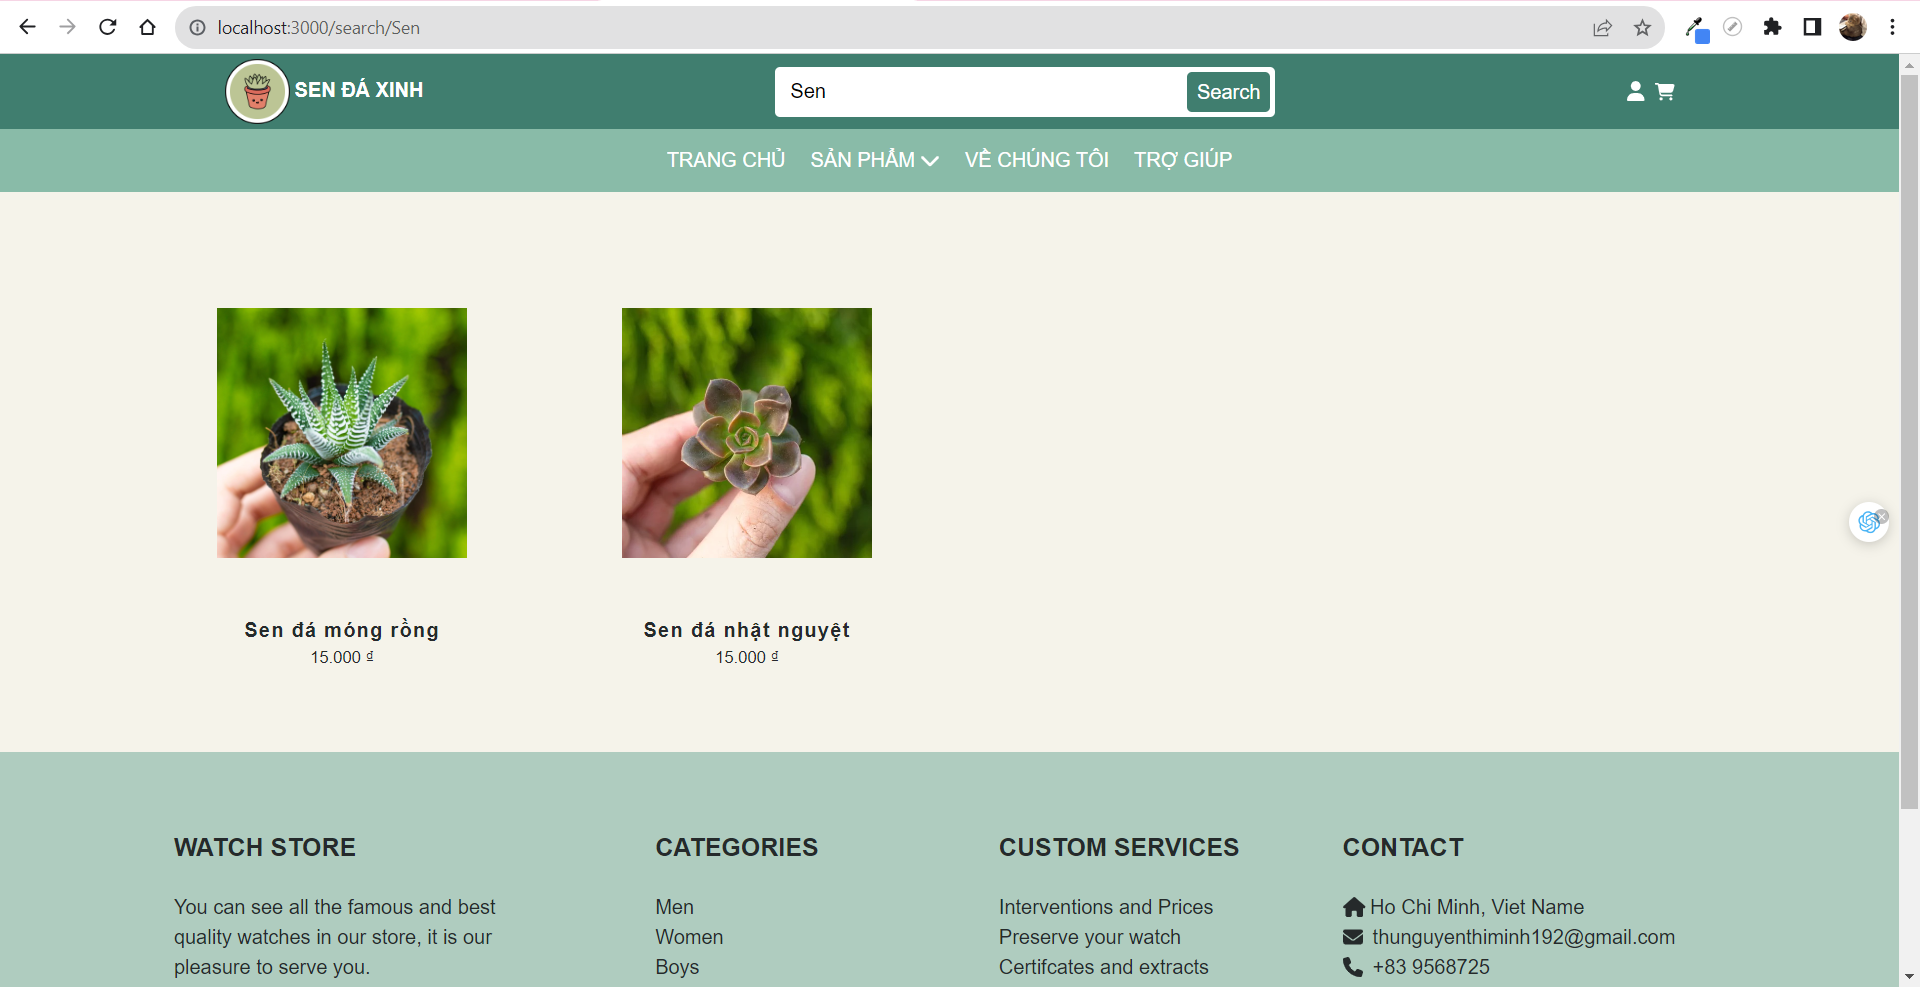 localhost:3000/search/Sen
SEN ĐÁ XINH
Sen
Search
TRANG CHỦ
SẢN PHẨM
VỀ CHÚNG TÔI
TRỢ GIÚP
Sen đá móng rồng
15.000 ₫
Sen đá nhật nguyệt
15.000 ₫
WATCH STORE
You can see all the famous and best
quality watches in our store, it is our
pleasure to serve you.
CATEGORIES
Men
Women
Boys
CUSTOM SERVICES
Interventions and Prices
Preserve your watch
Certifcates and extracts
CONTACT
Ho Chi Minh, Viet Name
thunguyenthiminh192@gmail.com
+83 9568725